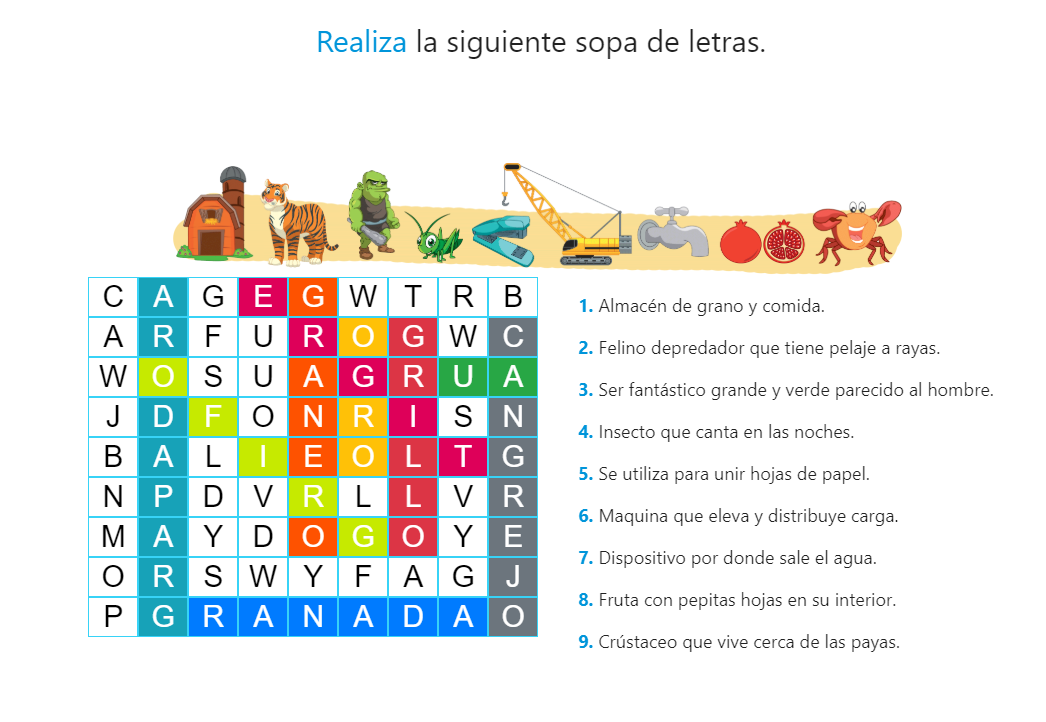 Realiza la siguiente sopa de letras.
C A G E G W T R B
A R F U R O G W C
W O S U A G R U A
J D F O N R I S N
B A L I E O L T G
N P D V R L L V R
M A Y D O G O Y E
O R S W Y F A G J
P G R A N A D A O
1. Almacén de grano y comida.
2. Felino depredador que tiene pelaje a rayas.
3. Ser fantástico grande y verde parecido al hombre.
4. Insecto que canta en las noches.
5. Se utiliza para unir hojas de papel.
6. Maquina que eleva y distribuye carga.
7. Dispositivo por donde sale el agua.
8. Fruta con pepitas hojas en su interior.
9. Crústaceo que vive cerca de las payas.